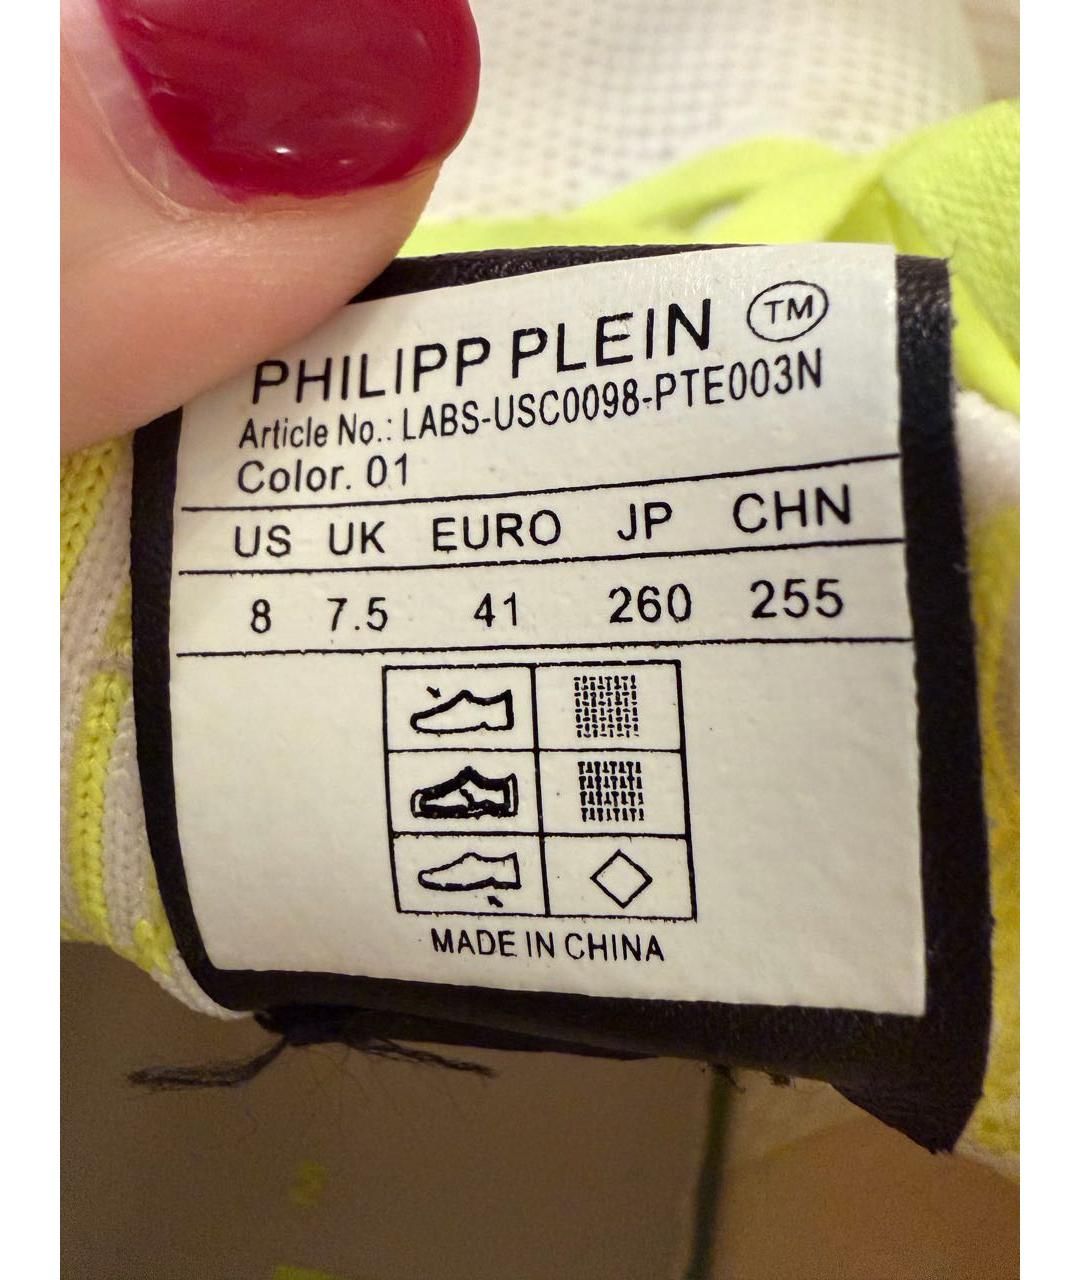 PHILIPP PLEIN TM
Article No.: LABS-USC0098-PTE003N
Color. 01
US UK EURO JP CHN
8 7.5 41 260 255
MADE IN CHINA